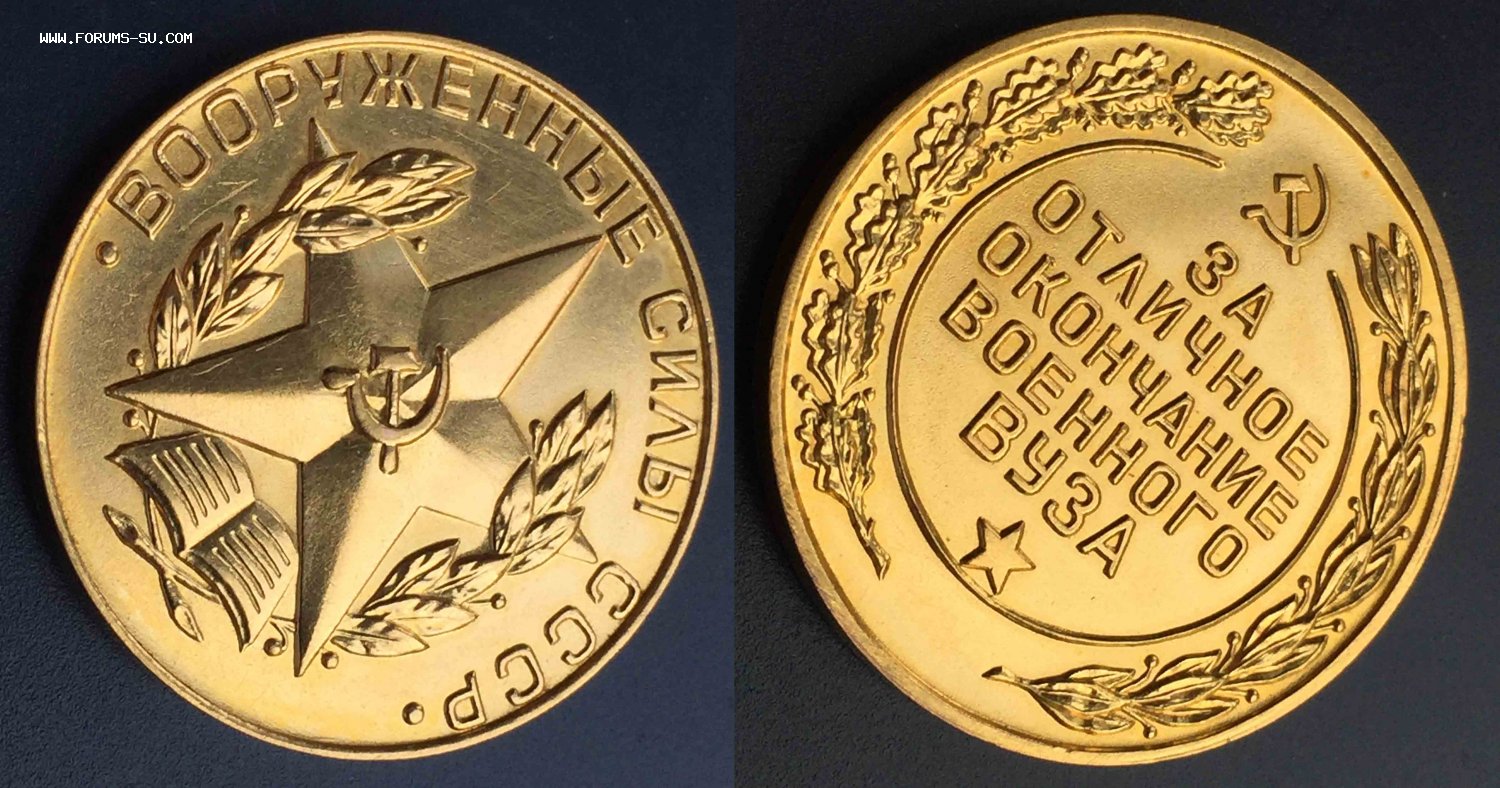 WWW.FORUMS-SU.COM
· ВООРУЖЕННЫЕ СИЛЫ СССР ·
ЗА
ОТЛИЧНОЕ
ОКОНЧАНИЕ
ВОЕННОГО
ВУЗА